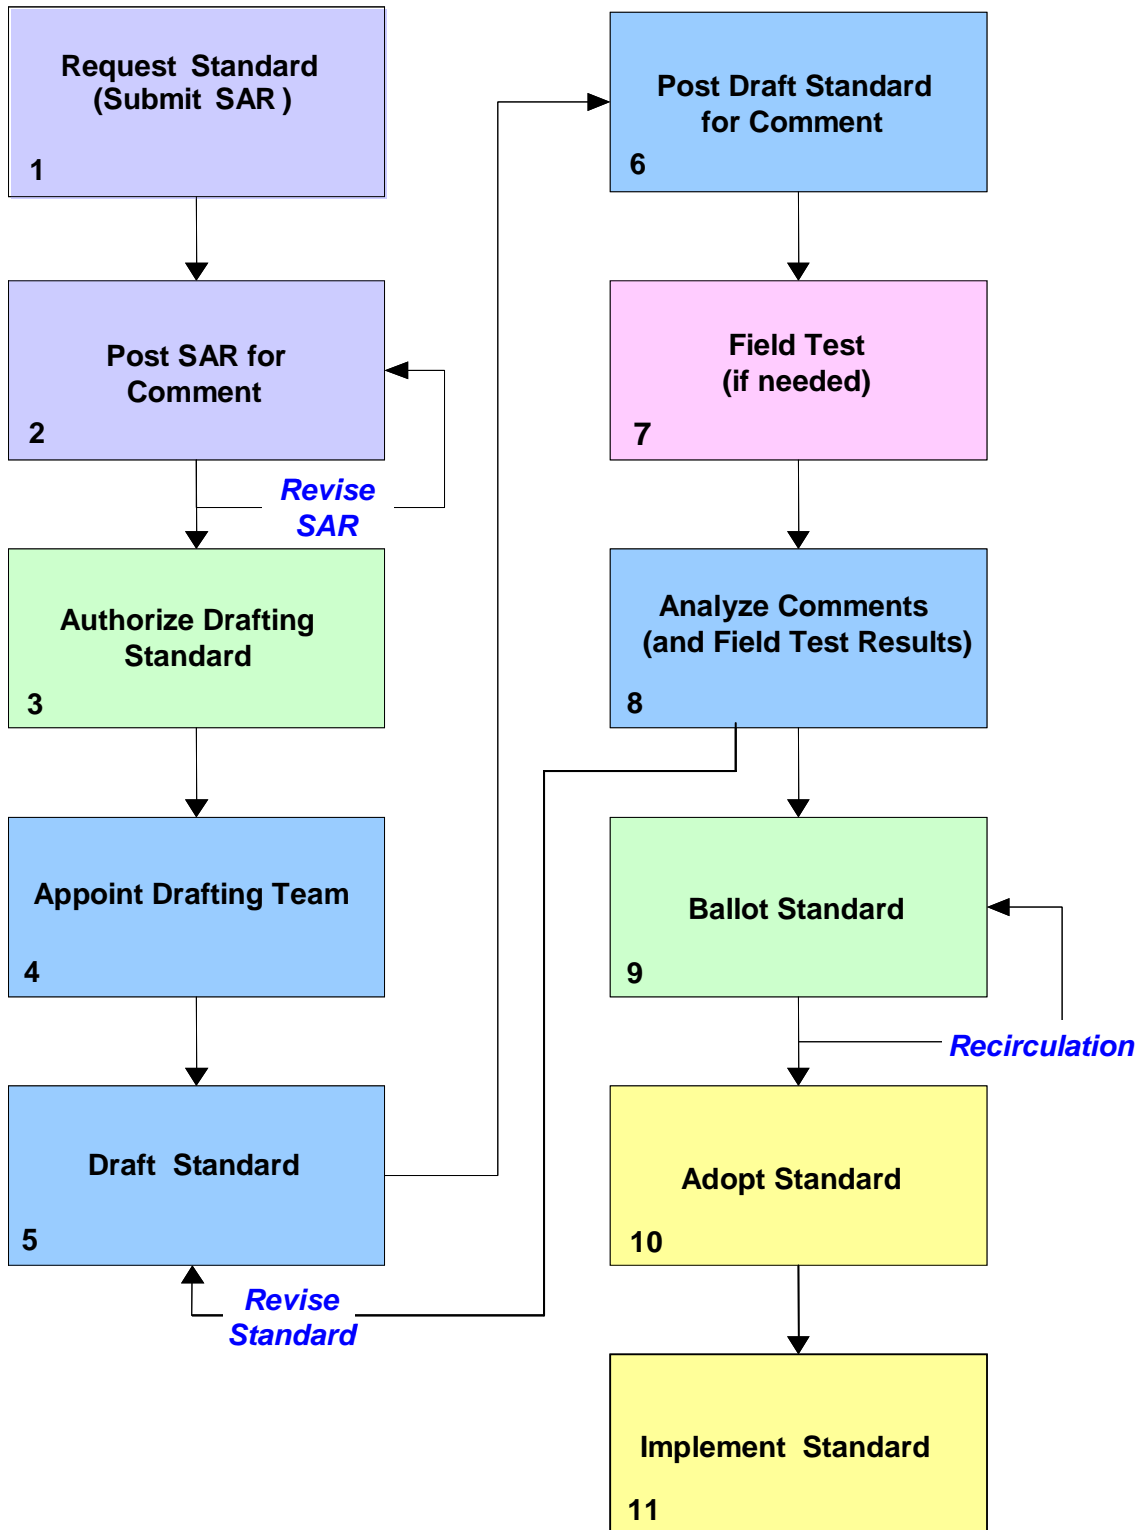 Request Standard
(Submit SAR )
1
Post SAR for
Comment
2
Revise
SAR
Authorize Drafting
Standard
3
Appoint Drafting Team
4
Draft Standard
5
Revise
Standard
Post Draft Standard
for Comment
6
Field Test
(if needed)
7
Analyze Comments
(and Field Test Results)
8
Ballot Standard
9
Recirculation
Adopt Standard
10
Implement Standard
11